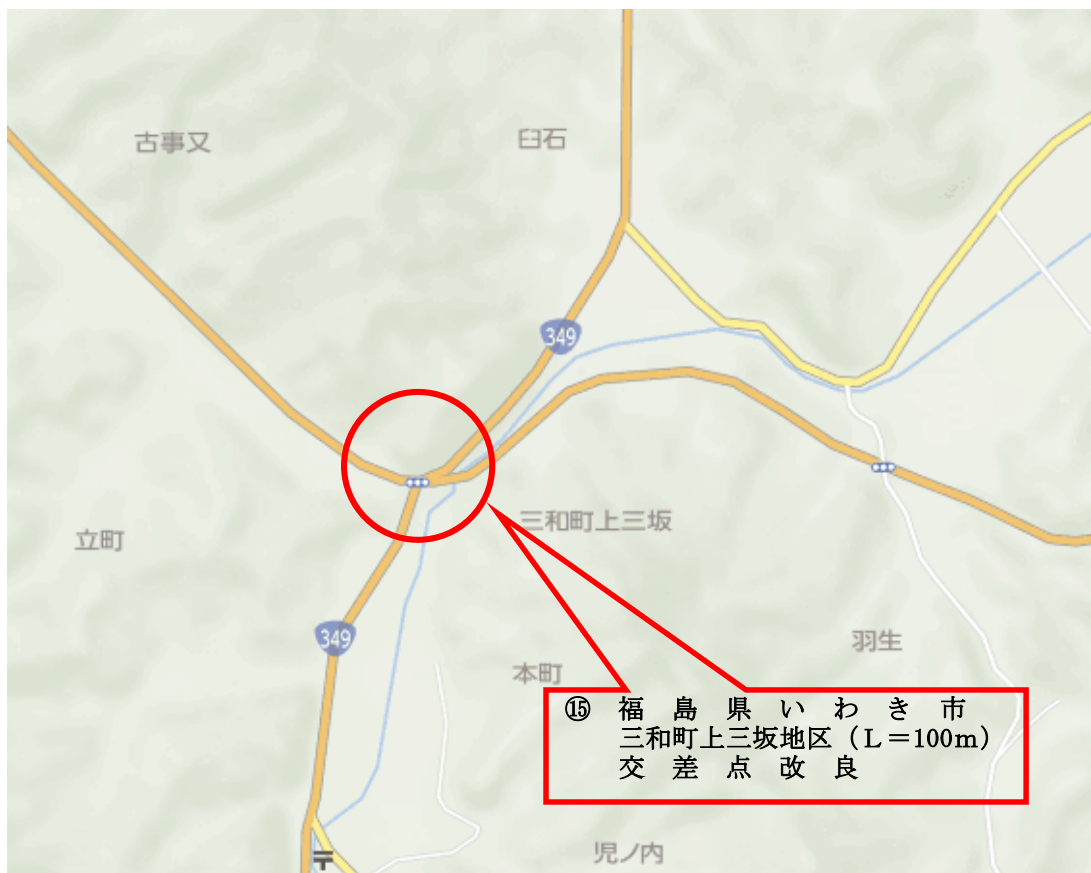 古事又
臼石
349
三和町上三坂
立町
349
羽生
本町
⑮ 福島県いわき市
三和町上三坂地区（L＝100m）
交差点改良
児ノ内